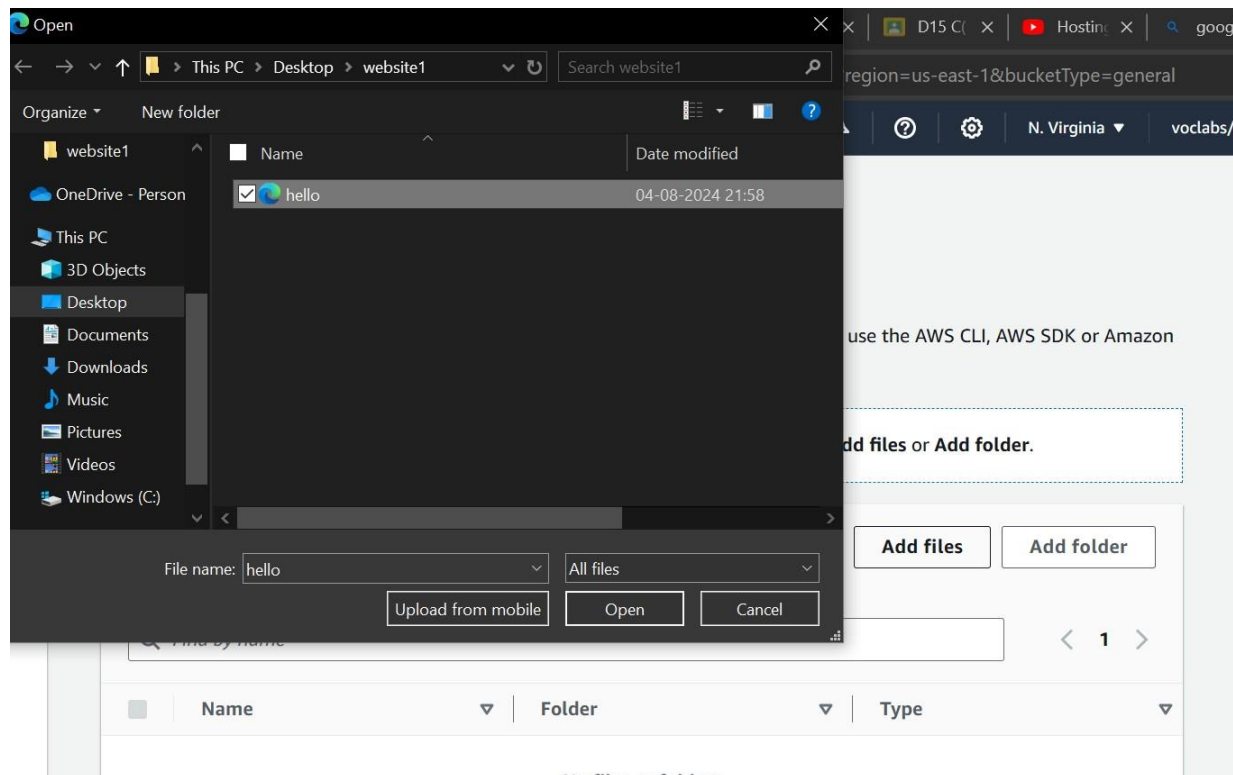 Open
D15 C(
Hosting
goog
This PC > Desktop > website1
Search website1
region=us-east-1&bucketType=general
Organize
New folder
N. Virginia
voclabs/
website1
Name
Date modified
OneDrive - Person
hello
04-08-2024 21:58
This PC
3D Objects
Desktop
Documents
Downloads
Music
Pictures
Videos
Windows (C:)
use the AWS CLI, AWS SDK or Amazon
dd files or Add folder.
File name: hello
All files
Upload from mobile
Open
Cancel
Add files
Add folder
Find by name
1
Name
Folder
Type